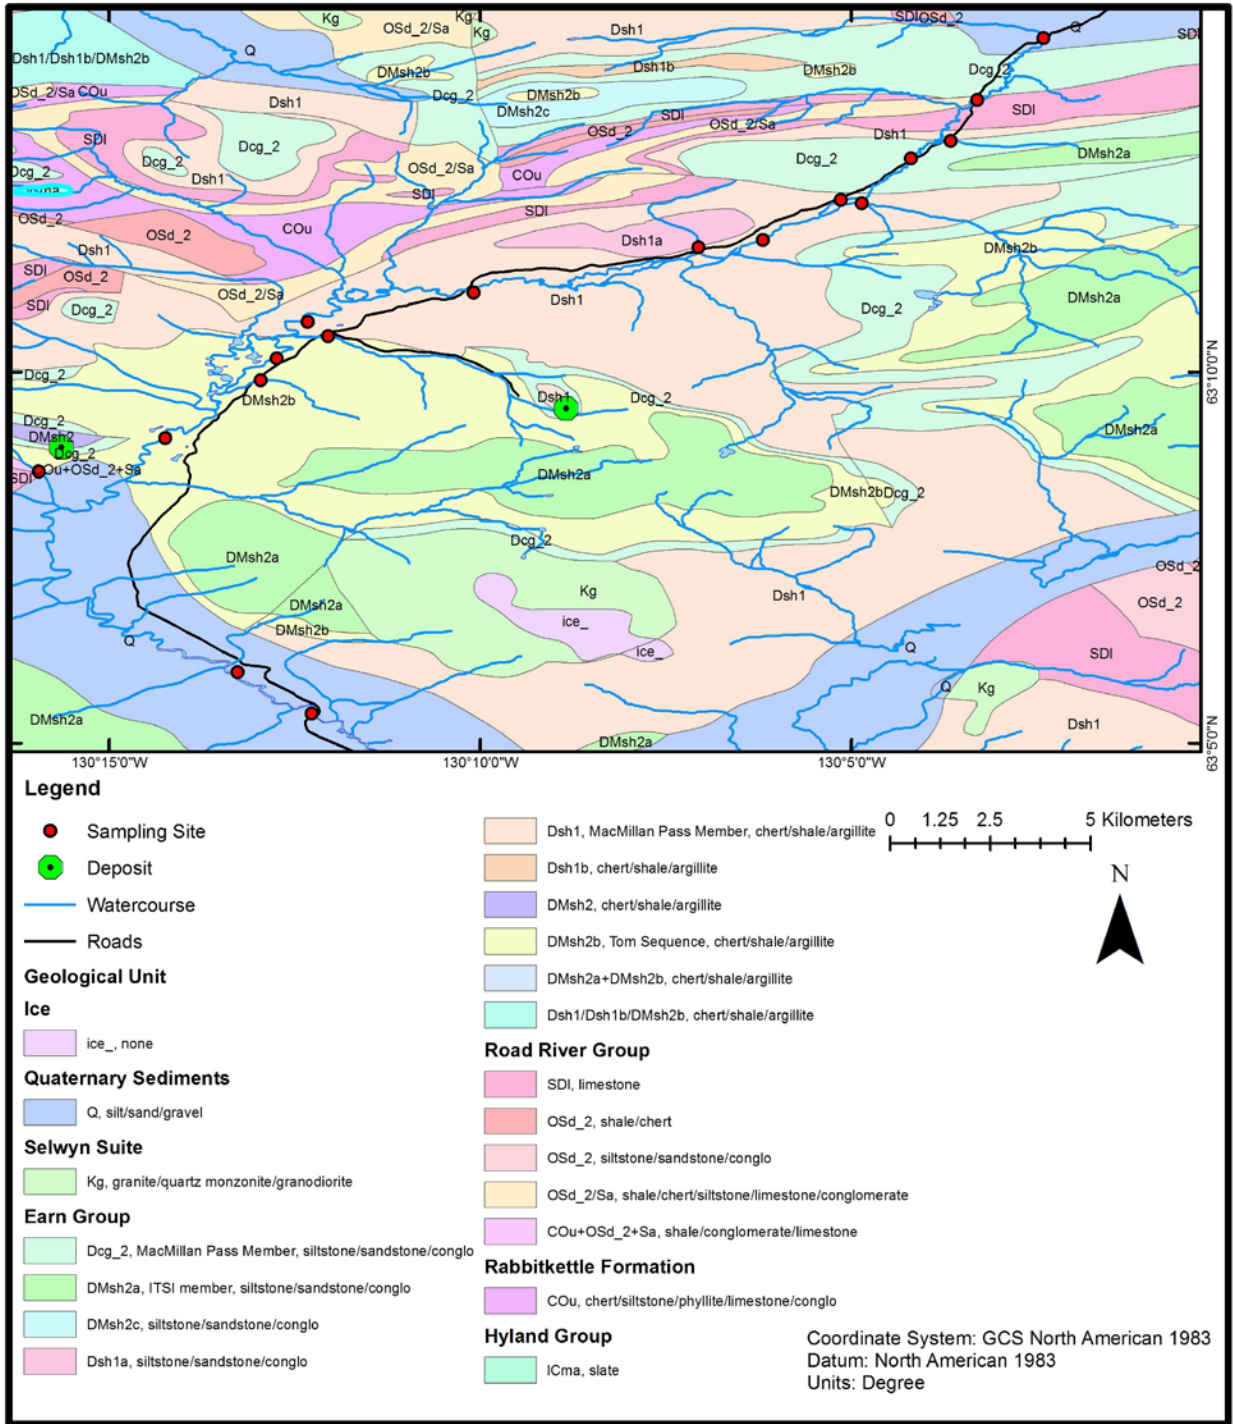 Kg
OSd_2/Sa
Kg
Kg
Dsh1
SDIOSd_2
Q
SDI
Q
Dsh1/Dsh1b/DMsh2b
DMsh2b
Dsh1b
DMsh2b
Dcg_2
OSd_2/Sa COu
Dsh1
Dcg_2
DMsh2b
DMsh2c
SDI
SDI
OSd_2
OSd_2/Sa
Dsh1
SDI
Dcg_2
Dcg_2
Dcg_2
DMsh2a
Dcg_2
OSd_2/Sa
COu
Dsh1
SDI
OSd_2
SDI
OSd_2
COu
Dsh1a
Dsh1
DMsh2b
SDI
OSd_2
OSd_2/Sa
SDI
Dcg_2
Dsh1
Dcg_2
DMsh2a
Dcg_2
63°10'0"N
DMsh2b
Dsh1
Dcg_2
Dcg_2
DMsh2
Dcg_2
DMsh2a
SDI
Ou+OSd_2+Sa
DMsh2a
DMsh2bDcg_2
Dcg_2
DMsh2a
OSd_2
Kg
Dsh1
OSd_2
DMsh2a
ice_
DMsh2b
Q
ice_
Q
SDI
Q
Kg
DMsh2a
Dsh1
DMsh2a
63°5'0"N
130°15'0"W
130°10'0"W
130°5'0"W
Legend
Sampling Site
Deposit
Watercourse
Roads
Geological Unit
Ice
ice_, none
Quaternary Sediments
Q, silt/sand/gravel
Selwyn Suite
Kg, granite/quartz monzonite/granodiorite
Earn Group
Dcg_2, MacMillan Pass Member, siltstone/sandstone/conglo
DMsh2a, ITSI member, siltstone/sandstone/conglo
DMsh2c, siltstone/sandstone/conglo
Dsh1a, siltstone/sandstone/conglo
Dsh1, MacMillan Pass Member, chert/shale/argillite
Dsh1b, chert/shale/argillite
DMsh2, chert/shale/argillite
DMsh2b, Tom Sequence, chert/shale/argillite
DMsh2a+DMsh2b, chert/shale/argillite
Dsh1/Dsh1b/DMsh2b, chert/shale/argillite
Road River Group
SDI, limestone
OSd_2, shale/chert
OSd_2, siltstone/sandstone/conglo
OSd_2/Sa, shale/chert/siltstone/limestone/conglomerate
COu+OSd_2+Sa, shale/conglomerate/limestone
Rabbitkettle Formation
COu, chert/siltstone/phyllite/limestone/conglo
Hyland Group
ICma, slate
0 1.25 2.5 5 Kilometers
N
Coordinate System: GCS North American 1983
Datum: North American 1983
Units: Degree